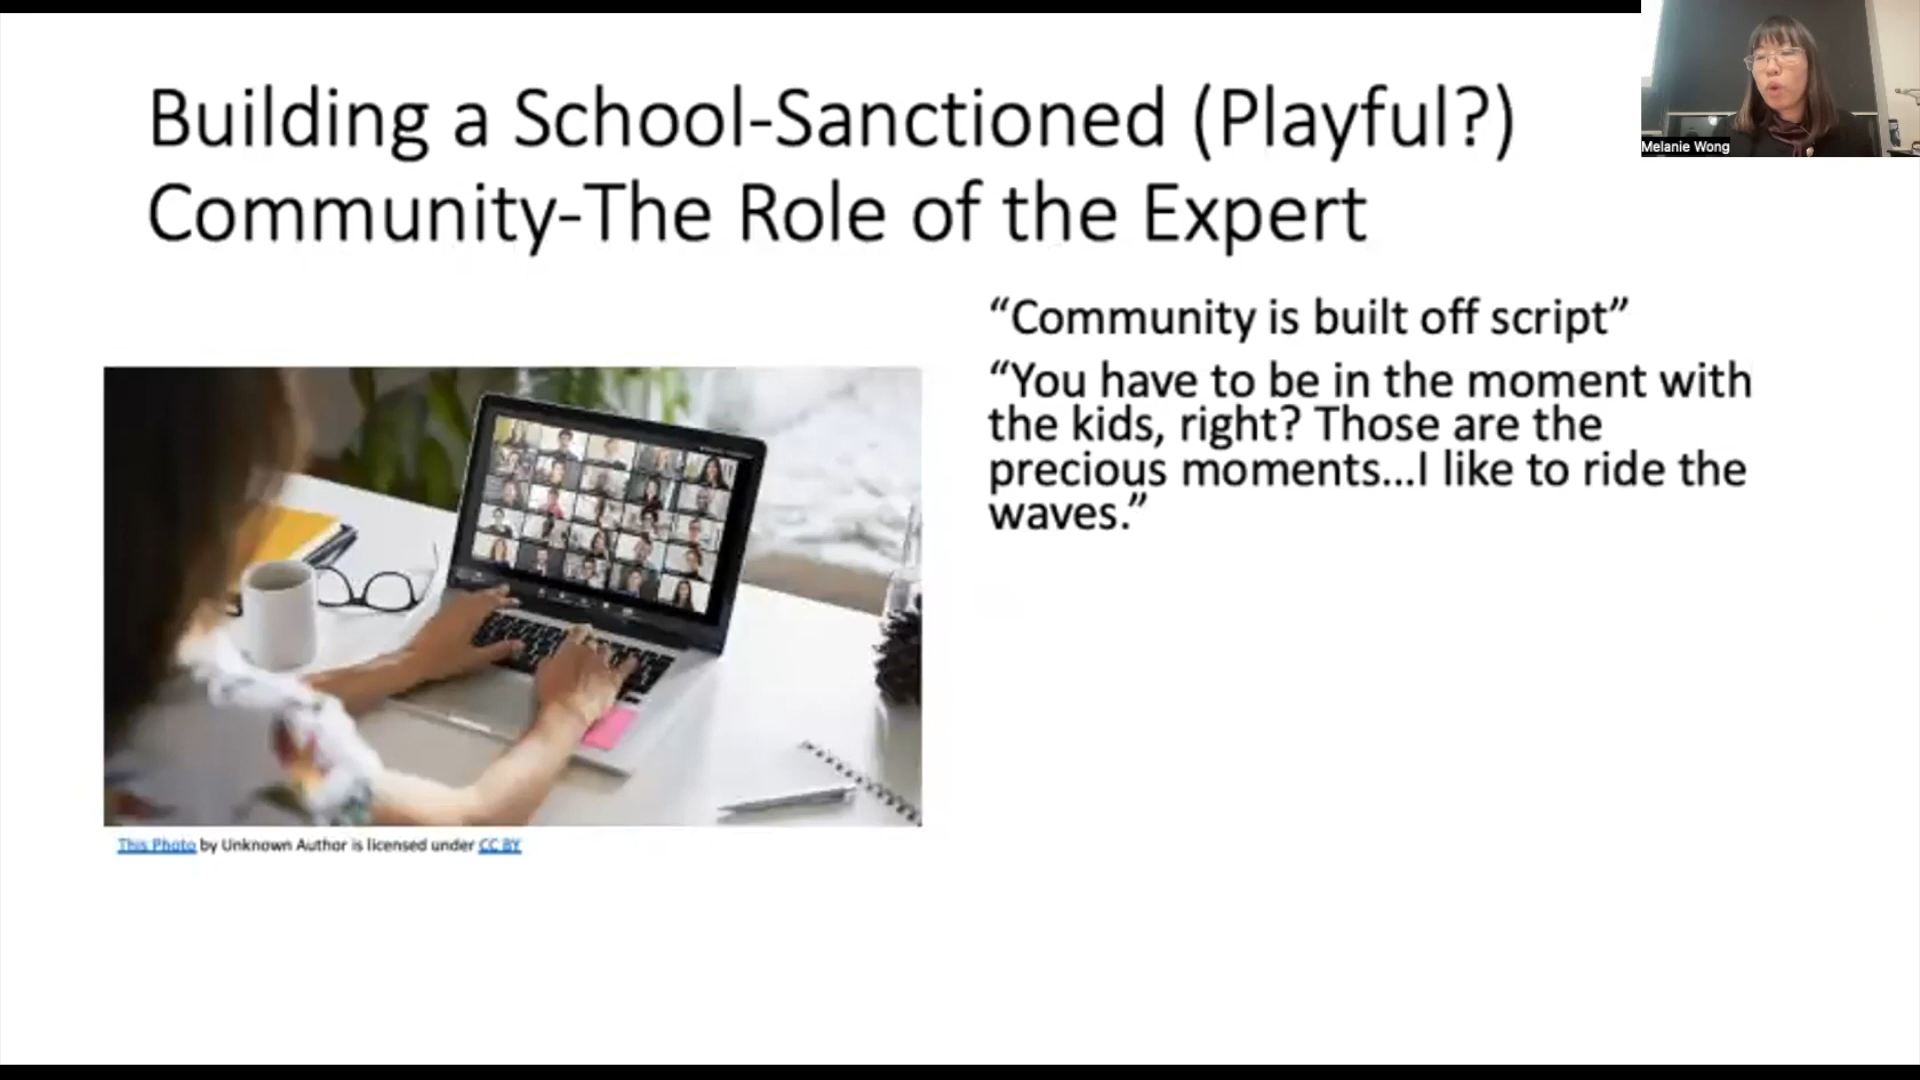 Building a School-Sanctioned (Playful?)
Community-The Role of the Expert
Melanie Wong
“Community is built off script”
“You have to be in the moment with
the kids, right? Those are the
precious moments...I like to ride the
waves.”
This Photo by Unknown Author is licensed under CC BY